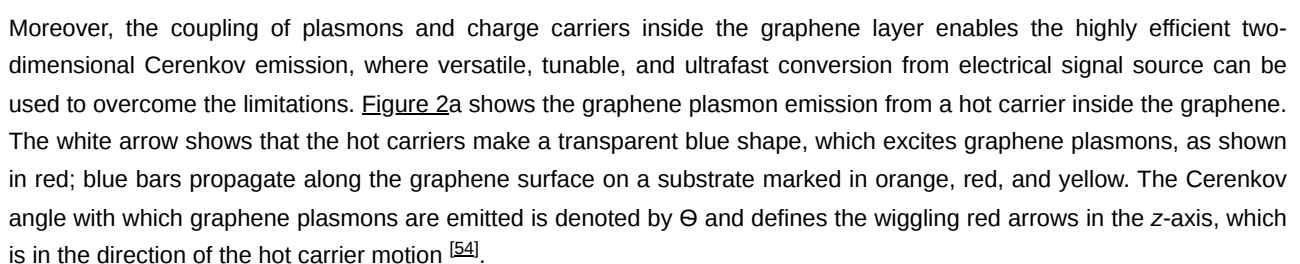 Moreover, the coupling of plasmons and charge carriers inside the graphene layer enables the highly efficient two-
dimensional Cerenkov emission, where versatile, tunable, and ultrafast conversion from electrical signal source can be
used to overcome the limitations. Figure 2a shows the graphene plasmon emission from a hot carrier inside the graphene.
The white arrow shows that the hot carriers make a transparent blue shape, which excites graphene plasmons, as shown
in red; blue bars propagate along the graphene surface on a substrate marked in orange, red, and yellow. The Cerenkov
angle with which graphene plasmons are emitted is denoted by Ө and defines the wiggling red arrows in the z-axis, which
is in the direction of the hot carrier motion [54].